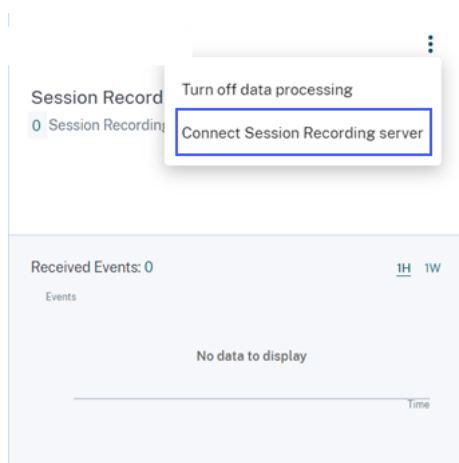 Turn off data processing
Session Record
0 Session Recording
Connect Session Recording server
Received Events: 0
1H 1W
Events
No data to display
Time